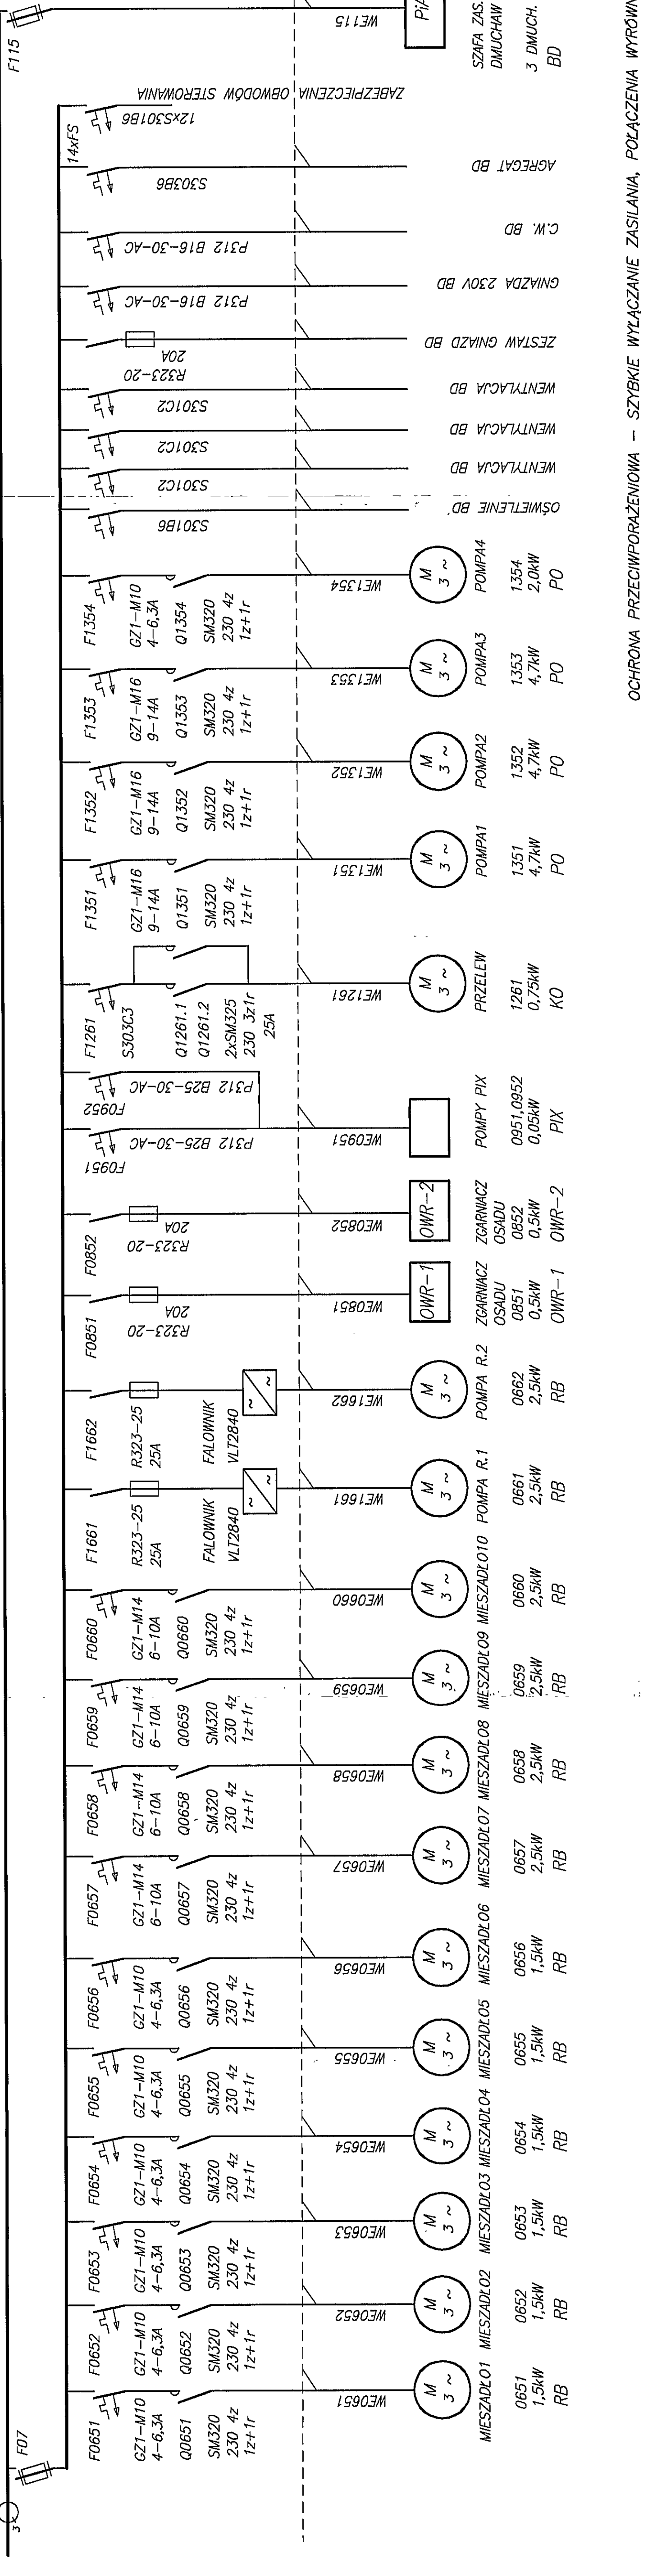 3×
F07
F0651
GZ1-M10
4-6,3A
Q0651
SM320
230 4z
1z+1r
WE0651
M
3 ~
MIESZADŁO1
0651
1,5kW
RB
F0652
GZ1-M10
4-6,3A
Q0652
SM320
230 4z
1z+1r
WE0652
M
3 ~
MIESZADŁO2
0652
1,5kW
RB
F0653
GZ1-M10
4-6,3A
Q0653
SM320
230 4z
1z+1r
WE0653
M
3 ~
MIESZADŁO3
0653
1,5kW
RB
F0654
GZ1-M10
4-6,3A
Q0654
SM320
230 4z
1z+1r
WE0654
M
3 ~
MIESZADŁO4
0654
1,5kW
RB
F0655
GZ1-M10
4-6,3A
Q0655
SM320
230 4z
1z+1r
WE0655
M
3 ~
MIESZADŁO5
0655
1,5kW
RB
F0656
GZ1-M10
4-6,3A
Q0656
SM320
230 4z
1z+1r
WE0656
M
3 ~
MIESZADŁO6
0656
1,5kW
RB
F0657
GZ1-M14
6-10A
Q0657
SM320
230 4z
1z+1r
WE0657
M
3 ~
MIESZADŁO7
0657
2,5kW
RB
F0658
GZ1-M14
6-10A
Q0658
SM320
230 4z
1z+1r
WE0658
M
3 ~
MIESZADŁO8
0658
2,5kW
RB
F0659
GZ1-M14
6-10A
Q0659
SM320
230 4z
1z+1r
WE0659
M
3 ~
MIESZADŁO9
0659
2,5kW
RB
F0660
GZ1-M14
6-10A
Q0660
SM320
230 4z
1z+1r
WE0660
M
3 ~
MIESZADŁO10
0660
2,5kW
RB
F1661
R323-25
25A
FALOWNIK
VLT2840
~
~
WE1661
M
3 ~
POMPA R.1
0661
2,5kW
RB
F1662
R323-25
25A
FALOWNIK
VLT2840
~
~
WE1662
M
3 ~
POMPA R.2
0662
2,5kW
RB
F0851
R323-20
20A
WE0851
OWR-1
ZGARNIACZ
OSADU
0851
0,5kW
OWR-1
F0852
R323-20
20A
WE0852
OWR-2
ZGARNIACZ
OSADU
0852
0,5kW
OWR-2
F0951
P312 B25-30-AC
F0952
P312 B25-30-AC
WE0951
POMPY PIX
0951,0952
0,05kW
PIX
F1261
S303C3
Q1261.1
Q1261.2
2xSM325
230 3z1r
25A
WE1261
M
3 ~
PRZELEW
1261
0,75kW
KO
F1351
GZ1-M16
9-14A
Q1351
SM320
230 4z
1z+1r
WE1351
M
3 ~
POMPA1
1351
4,7kW
PO
F1352
GZ1-M16
9-14A
Q1352
SM320
230 4z
1z+1r
WE1352
M
3 ~
POMPA2
1352
4,7kW
PO
F1353
GZ1-M16
9-14A
Q1353
SM320
230 4z
1z+1r
WE1353
M
3 ~
POMPA3
1353
4,7kW
PO
F1354
GZ1-M10
4-6,3A
Q1354
SM320
230 4z
1z+1r
WE1354
M
3 ~
POMPA4
1354
2,0kW
PO
S301B6
OŚWIETLENIE BD
S301C2
WENTYLACJA BD
S301C2
WENTYLACJA BD
S301C2
WENTYLACJA BD
R323-20
20A
ZESTAW GNIAZD BD
P312 B16-30-AC
GNIAZDA 230V BD
P312 B16-30-AC
C.W. BD
S303B6
AGREGAT BD
14xFS
12xS301B6
ZABEZPIECZENIA OBWODÓW STEROWANIA
F115
WE115
SZAFA ZAS.
DMUCHAW
3 DMUCH.
BD
OCHRONA PRZECIWPORAŻENIOWA – SZYBKIE WYŁĄCZANIE ZASILANIA, POŁĄCZENIA